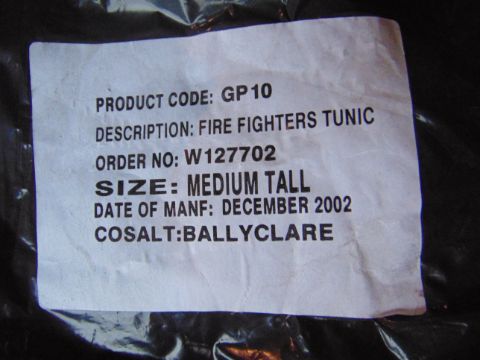 PRODUCT CODE: GP10
DESCRIPTION: FIRE FIGHTERS TUNIC
ORDER NO: W127702
SIZE: MEDIUM TALL
DATE OF MANF: DECEMBER 2002
COSALT:BALLYCLARE